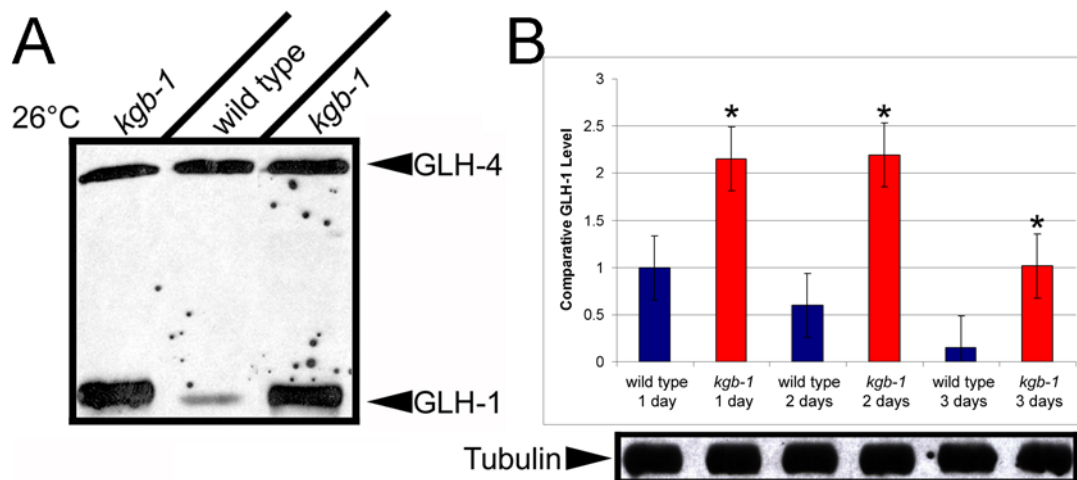 A
26°C
kgb-1
wild type
kgb-1
GLH-4
GLH-1
B
Comparative GLH-1 Level
3
2.5
2
1.5
1
0.5
0
*
*
*
wild type
1 day
kgb-1
1 day
wild type
2 days
kgb-1
2 days
wild type
3 days
kgb-1
3 days
Tubulin